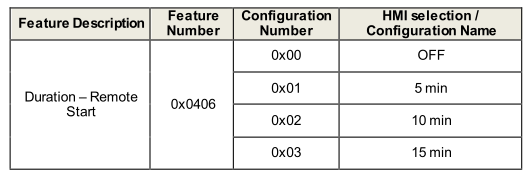 Feature Description
Feature
Number
Configuration
Number
HMI selection /
Configuration Name
Duration – Remote
Start
0x0406
0x00
OFF
0x01
5 min
0x02
10 min
0x03
15 min